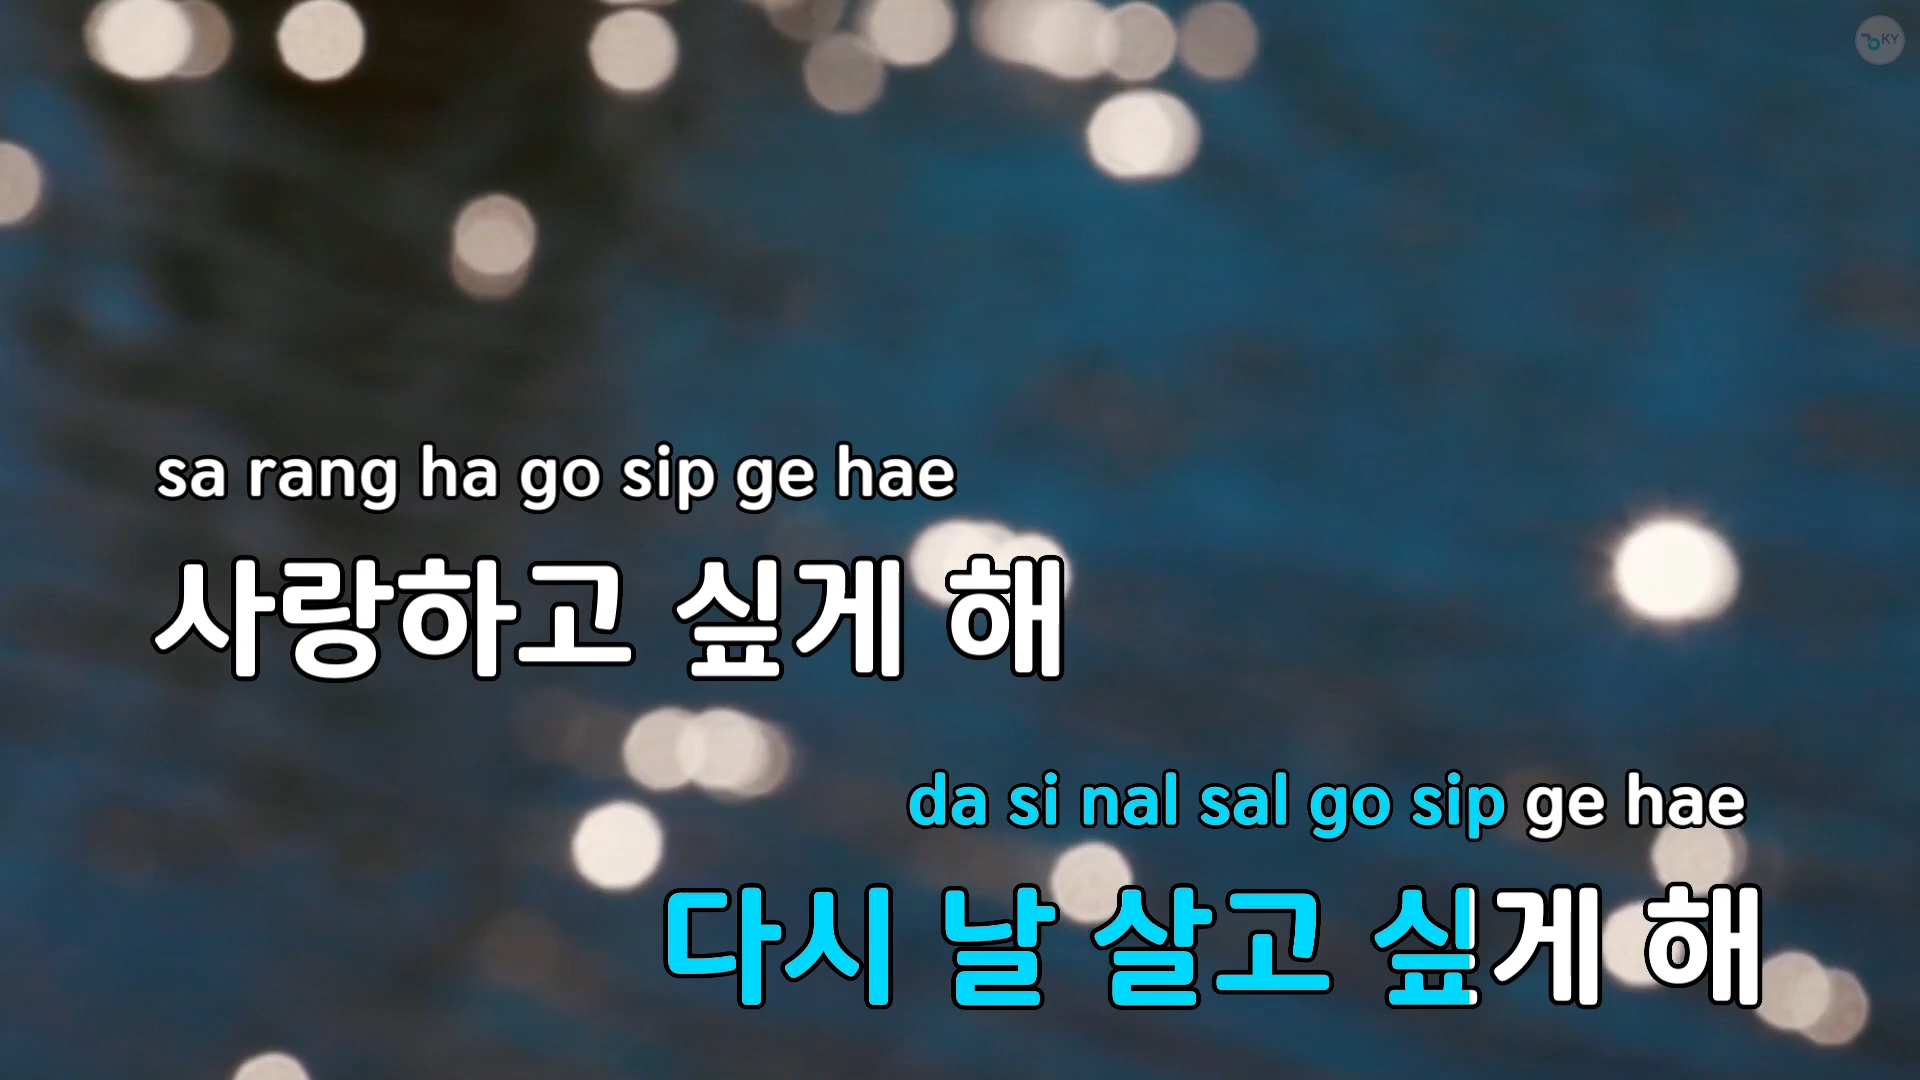 KY
sa rang ha go sip ge hae
사랑하고 싶게 해
da si nal sal go sip ge hae
다시 날 살고 싶게 해